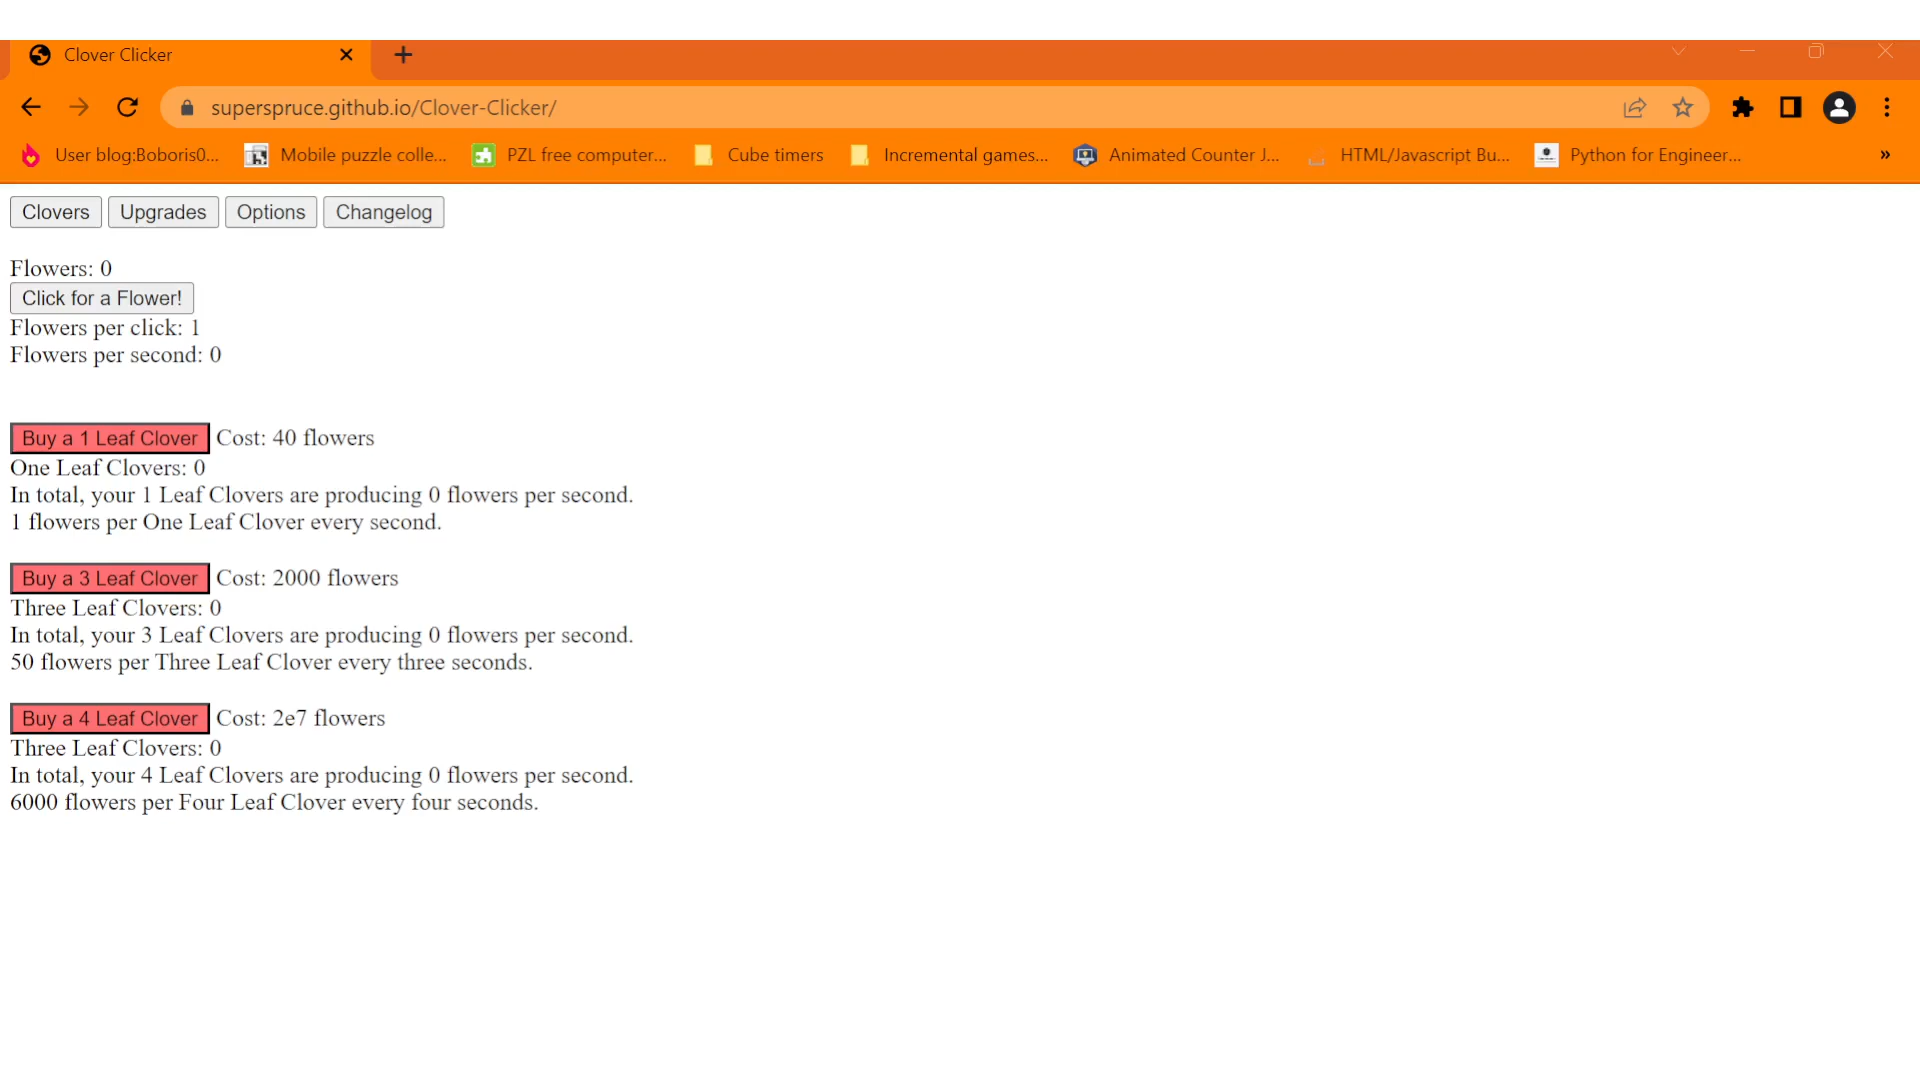 Clover Clicker
superspruce.github.io/Clover-Clicker/
User blog:Boboris0... Mobile puzzle colle... PZL free computer... Cube timers Incremental games... Animated Counter J... HTML/Javascript Bu... Python for Engineer... »
Clovers Upgrades Options Changelog
Flowers: 0
Click for a Flower!
Flowers per click: 1
Flowers per second: 0
Buy a 1 Leaf Clover Cost: 40 flowers
One Leaf Clovers: 0
In total, your 1 Leaf Clovers are producing 0 flowers per second.
1 flowers per One Leaf Clover every second.
Buy a 3 Leaf Clover Cost: 2000 flowers
Three Leaf Clovers: 0
In total, your 3 Leaf Clovers are producing 0 flowers per second.
50 flowers per Three Leaf Clover every three seconds.
Buy a 4 Leaf Clover Cost: 2e7 flowers
Three Leaf Clovers: 0
In total, your 4 Leaf Clovers are producing 0 flowers per second.
6000 flowers per Four Leaf Clover every four seconds.